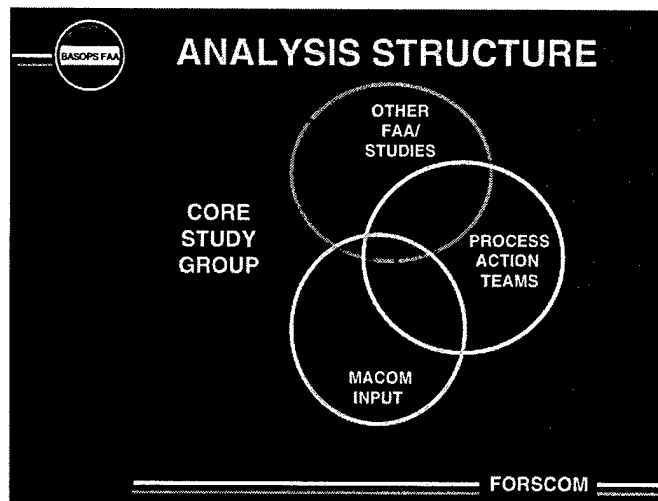 BASOPS FAA
ANALYSIS STRUCTURE
OTHER
FAA/
STUDIES
CORE
STUDY
GROUP
PROCESS
ACTION
TEAMS
MACOM
INPUT
FORSCOM